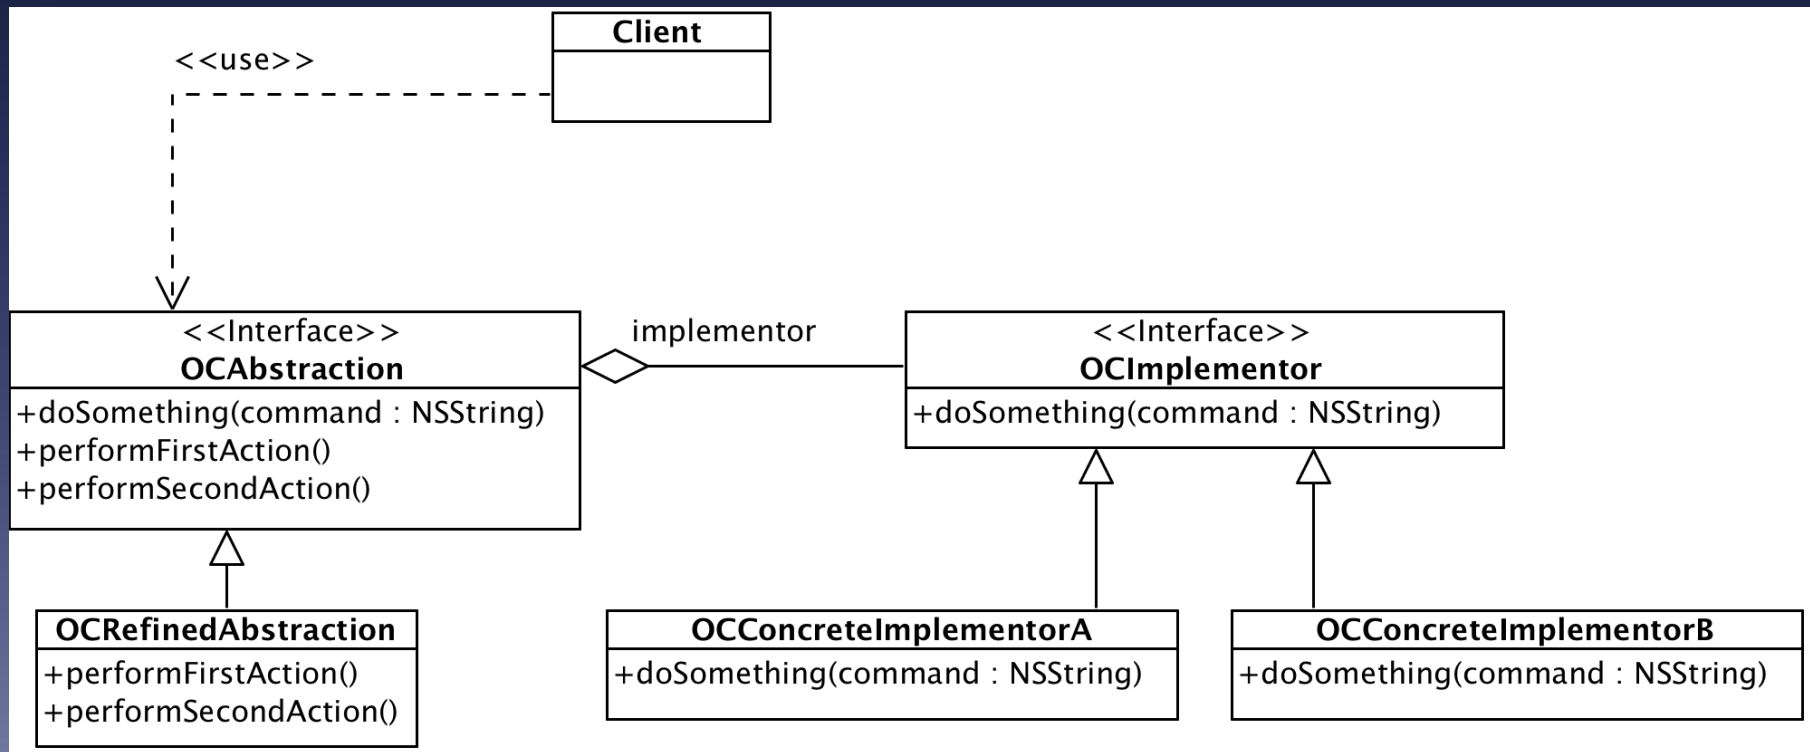 Client
<<use>>
<<Interface>>
OCAbstraction
+doSomething(command : NSString)
+performFirstAction()
+performSecondAction()
implementor
<<Interface>>
OCImplementor
+doSomething(command : NSString)
OCRefinedAbstraction
+performFirstAction()
+performSecondAction()
OCConcreteImplementorA
+doSomething(command : NSString)
OCConcreteImplementorB
+doSomething(command : NSString)